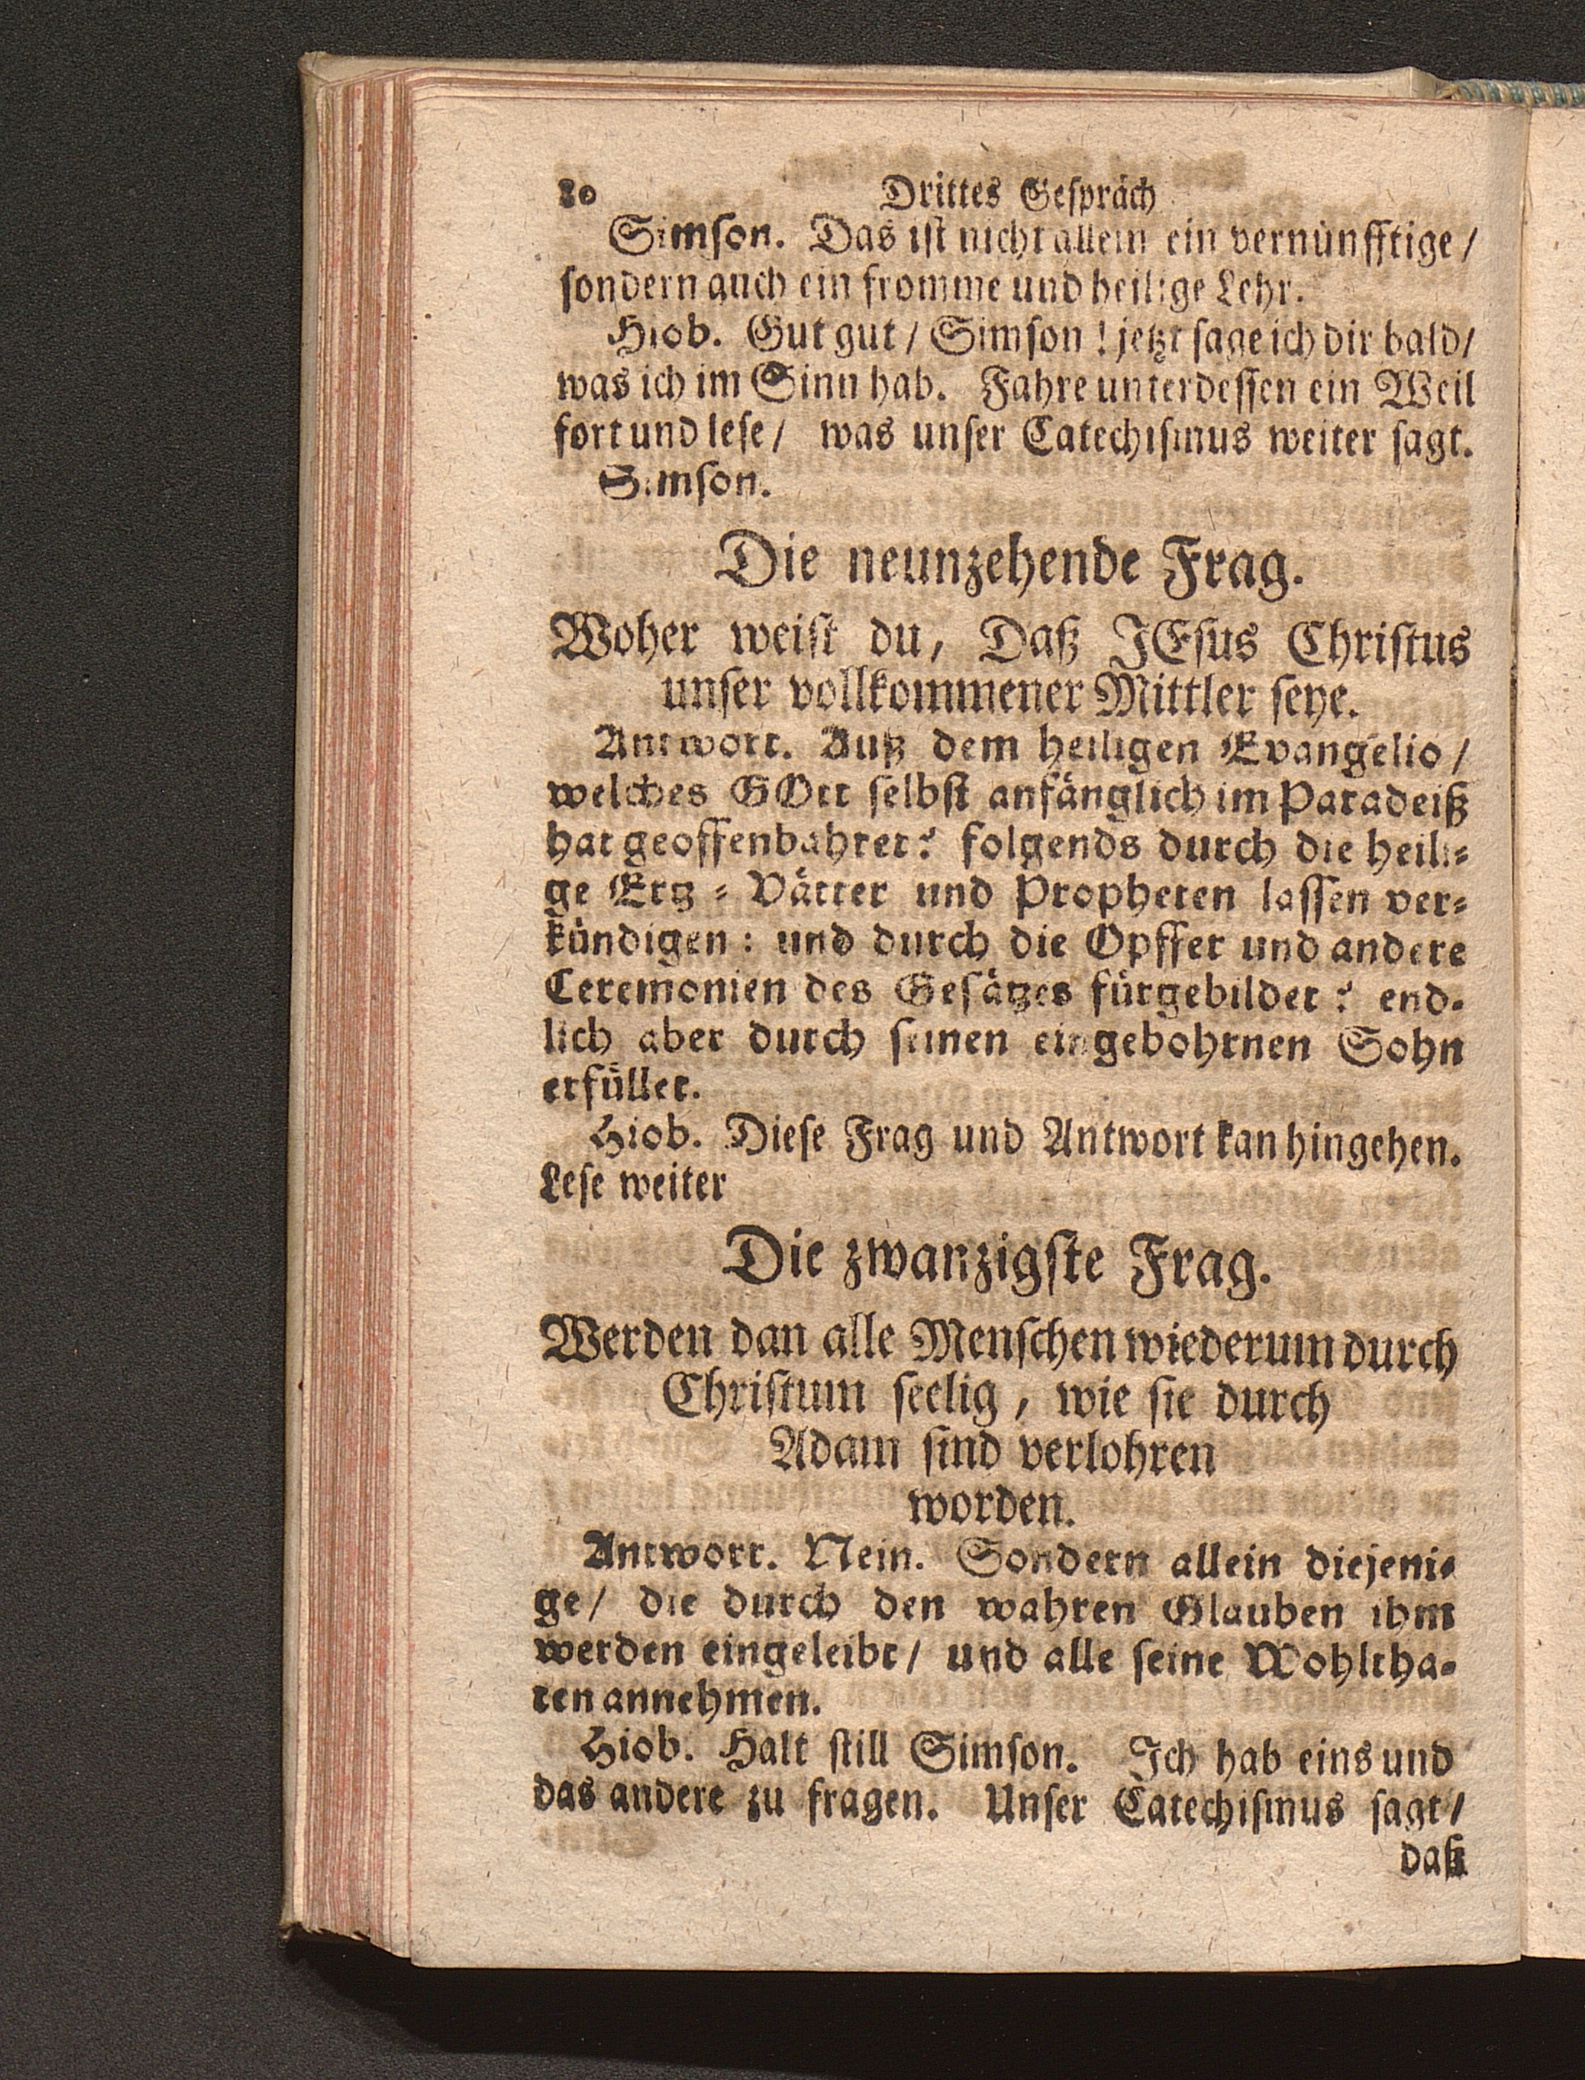 80 Drittes Geſpräch
Simſon. Das iſt nicht allein ein vernünfftige /
ſondern auch ein fromme und heilige Lehr.
Hiob. Gut gut / Simſon ! jetzt ſage ich dir bald /
was ich im Sinn hab. Fahre unterdeſſen ein Weil
fort und leſe / was unſer Catechiſmus weiter ſagt.
Simſon.
Die neunzehende Frag.
Woher weiſt du, Daß JEſus Chriſtus
unſer vollkommener Mittler ſeye.
Antwort. Auß dem heiligen Evangelio /
welches GOtt ſelbſt anfänglich im Paradeiß
hat geoffenbahret? folgends durch die heili-
ge Ertz - Vätter und Propheten laſſen ver-
kündigen: und durch die Opffer und andere
Ceremonien des Geſätzes fürgebildet? end-
lich aber durch ſeinen eingebohrnen Sohn
erfüllet.
Hiob. Dieſe Frag und Antwort kan hingehen.
Leſe weiter
Die zwanzigſte Frag.
Werden dan alle Menſchen wiederum durch
Chriſtum ſeelig, wie ſie durch
Adam ſind verlohren
worden.
Antwort. Nein. Sondern allein diejeni-
ge / die durch den wahren Glauben ihm
werden eingeleibt / und alle ſeine Wohltha-
ten annehmen.
Hiob. Halt ſtill Simſon. Ich hab eins und
das andere zu fragen. Unſer Catechiſmus ſagt /
daß